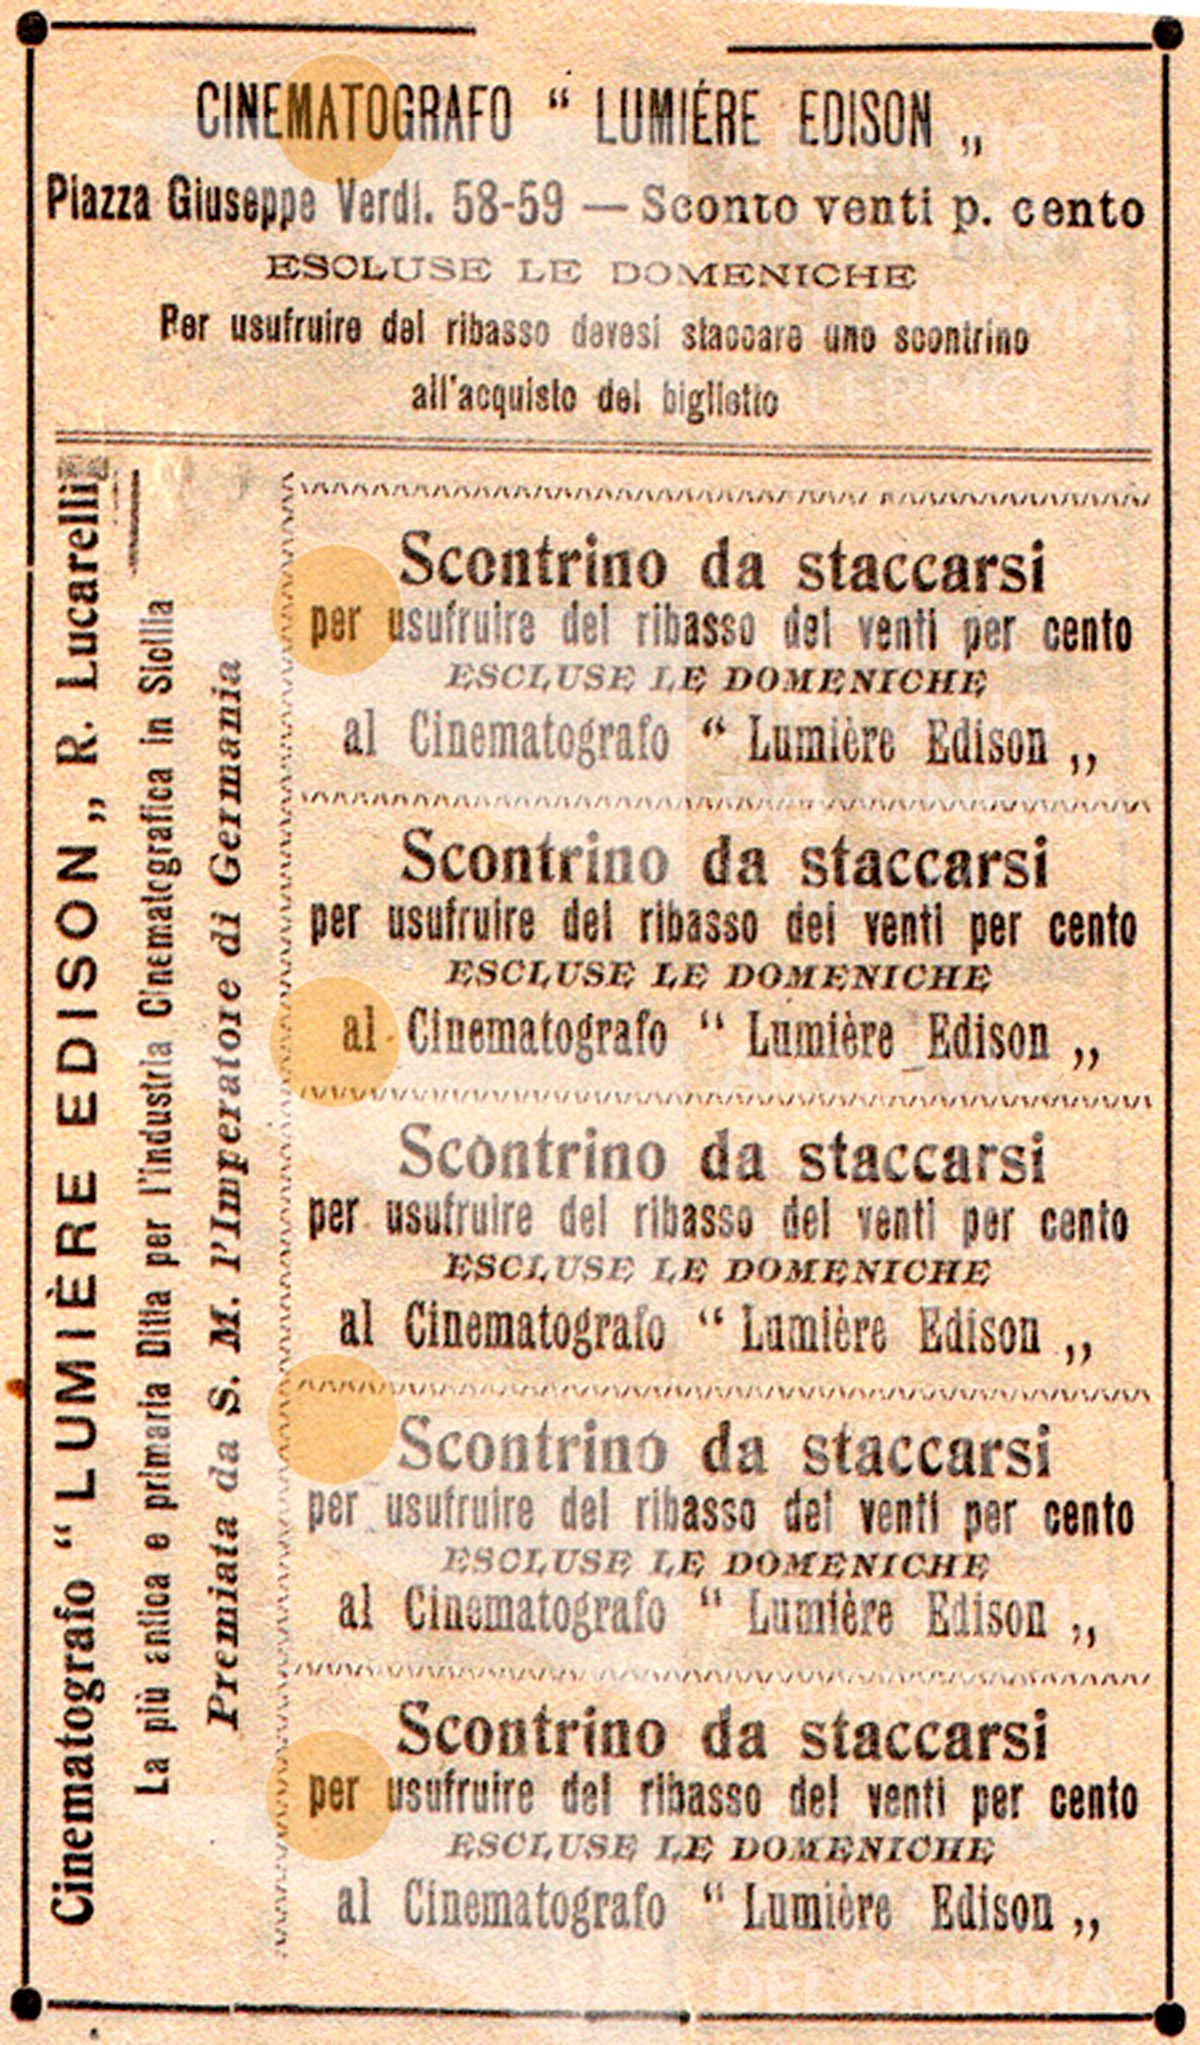 CINEMATOGRAFO “ LUMIÉRE EDISON „
Piazza Giuseppe Verdi. 58-59 — Sconto venti p. cento
ESCLUSE LE DOMENICHE
Per usufruire del ribasso devesi staccare uno scontrino
all'acquisto del biglietto
Cinematografo “ LUMIÈRE EDISON „ R. Lucarelli
La più antica e primaria Ditta per l'industria Cinematografica in Sicilia
Premiata da S. M. l'Imperatore di Germania
Scontrino da staccarsi
per usufruire del ribasso del venti per cento
ESCLUSE LE DOMENICHE
al Cinematografo “ Lumière Edison „
Scontrino da staccarsi
per usufruire del ribasso del venti per cento
ESCLUSE LE DOMENICHE
al Cinematografo “ Lumière Edison „
Scontrino da staccarsi
per usufruire del ribasso del venti per cento
ESCLUSE LE DOMENICHE
al Cinematografo “ Lumière Edison „
Scontrino da staccarsi
per usufruire del ribasso del venti per cento
ESCLUSE LE DOMENICHE
al Cinematografo “ Lumière Edison „
Scontrino da staccarsi
per usufruire del ribasso del venti per cento
ESCLUSE LE DOMENICHE
al Cinematografo “ Lumière Edison „
DEL CINEMA